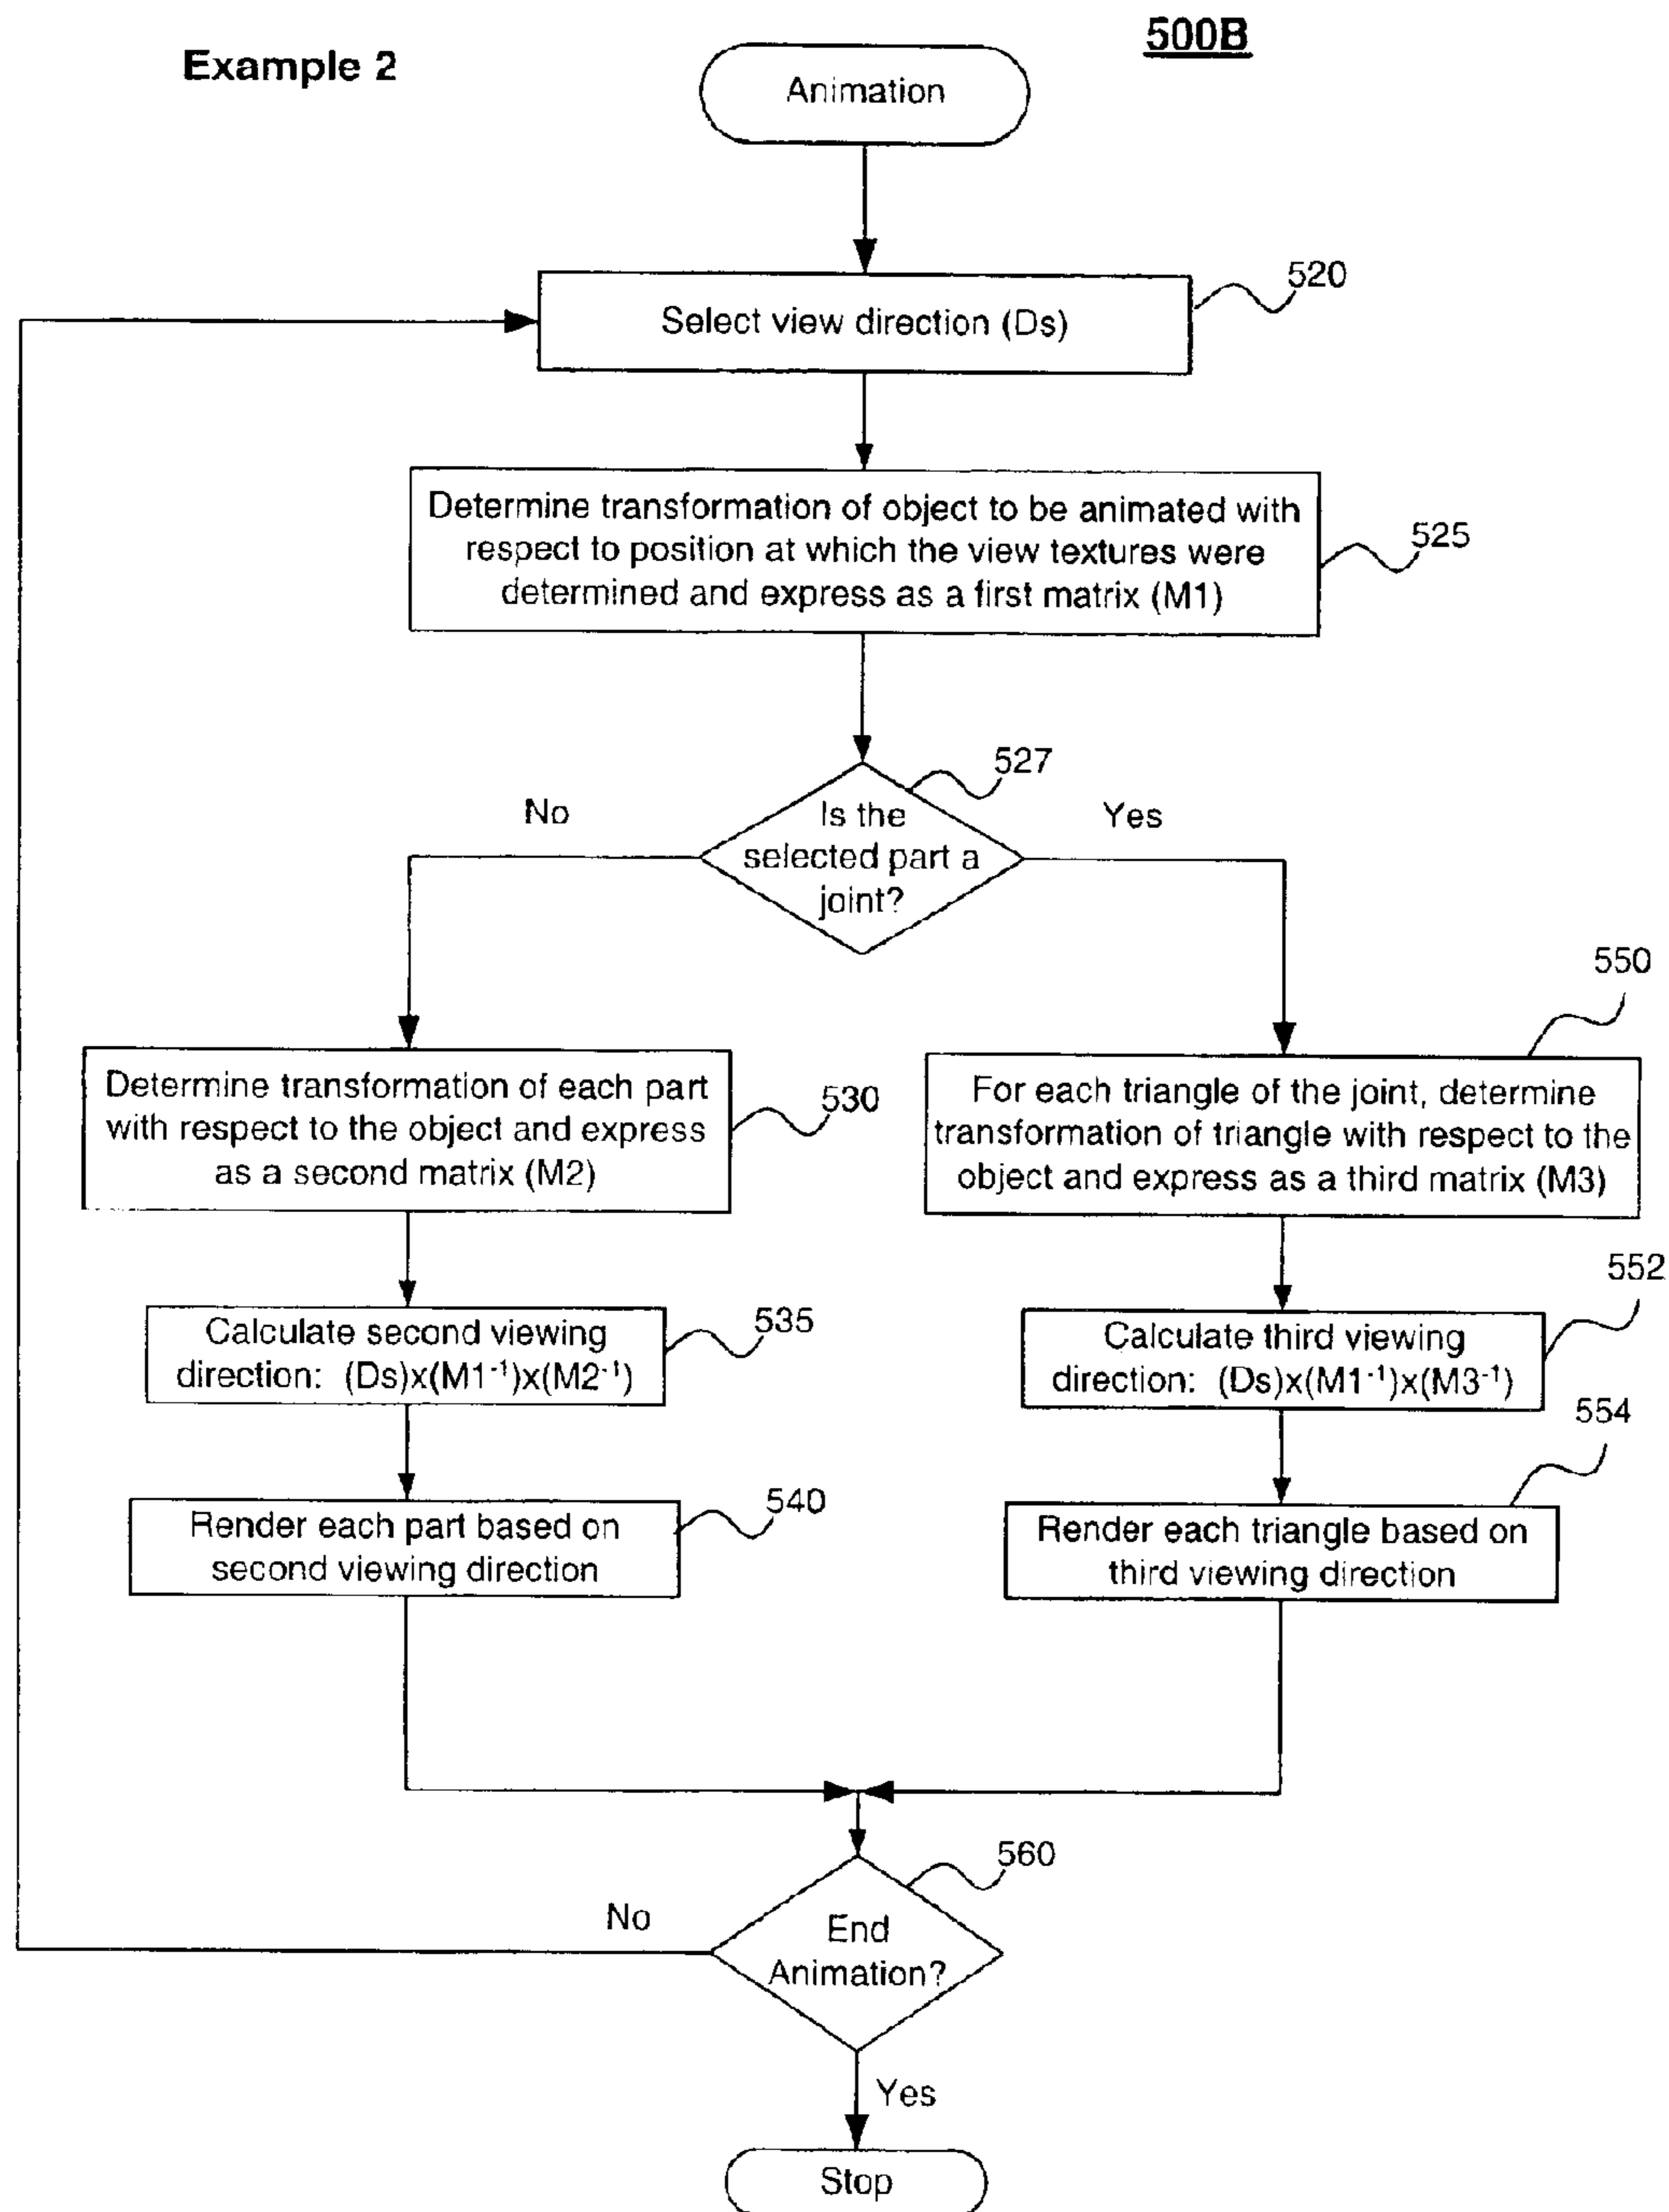 Example 2
500B
Animation
520
Select view direction (Ds)
Determine transformation of object to be animated with
respect to position at which the view textures were
determined and express as a first matrix (M1)
525
527
No
Is the
selected part a
joint?
Yes
550
Determine transformation of each part
with respect to the object and express
as a second matrix (M2)
530
For each triangle of the joint, determine
transformation of triangle with respect to the
object and express as a third matrix (M3)
552
Calculate second viewing
direction: (Ds)x(M1⁻¹)x(M2⁻¹)
535
Calculate third viewing
direction: (Ds)x(M1⁻¹)x(M3⁻¹)
554
Render each part based on
second viewing direction
540
Render each triangle based on
third viewing direction
560
No
End
Animation?
Yes
Stop